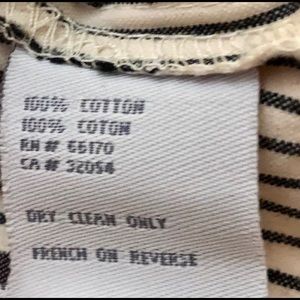 100% COTTON
100% COTON
RN# 66170
CA# 32054
DRY CLEAN ONLY
FRENCH ON REVERSE